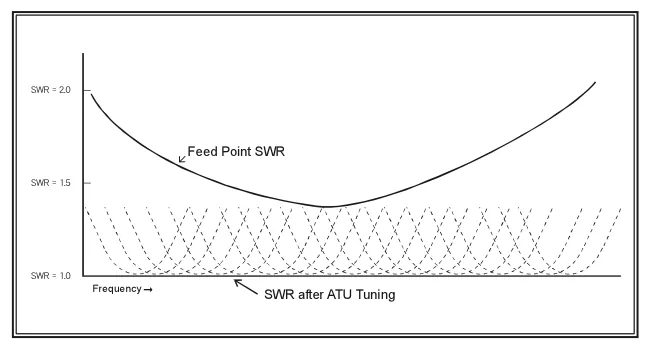 SWR = 2.0
Feed Point SWR
SWR = 1.5
SWR = 1.0
Frequency →
SWR after ATU Tuning